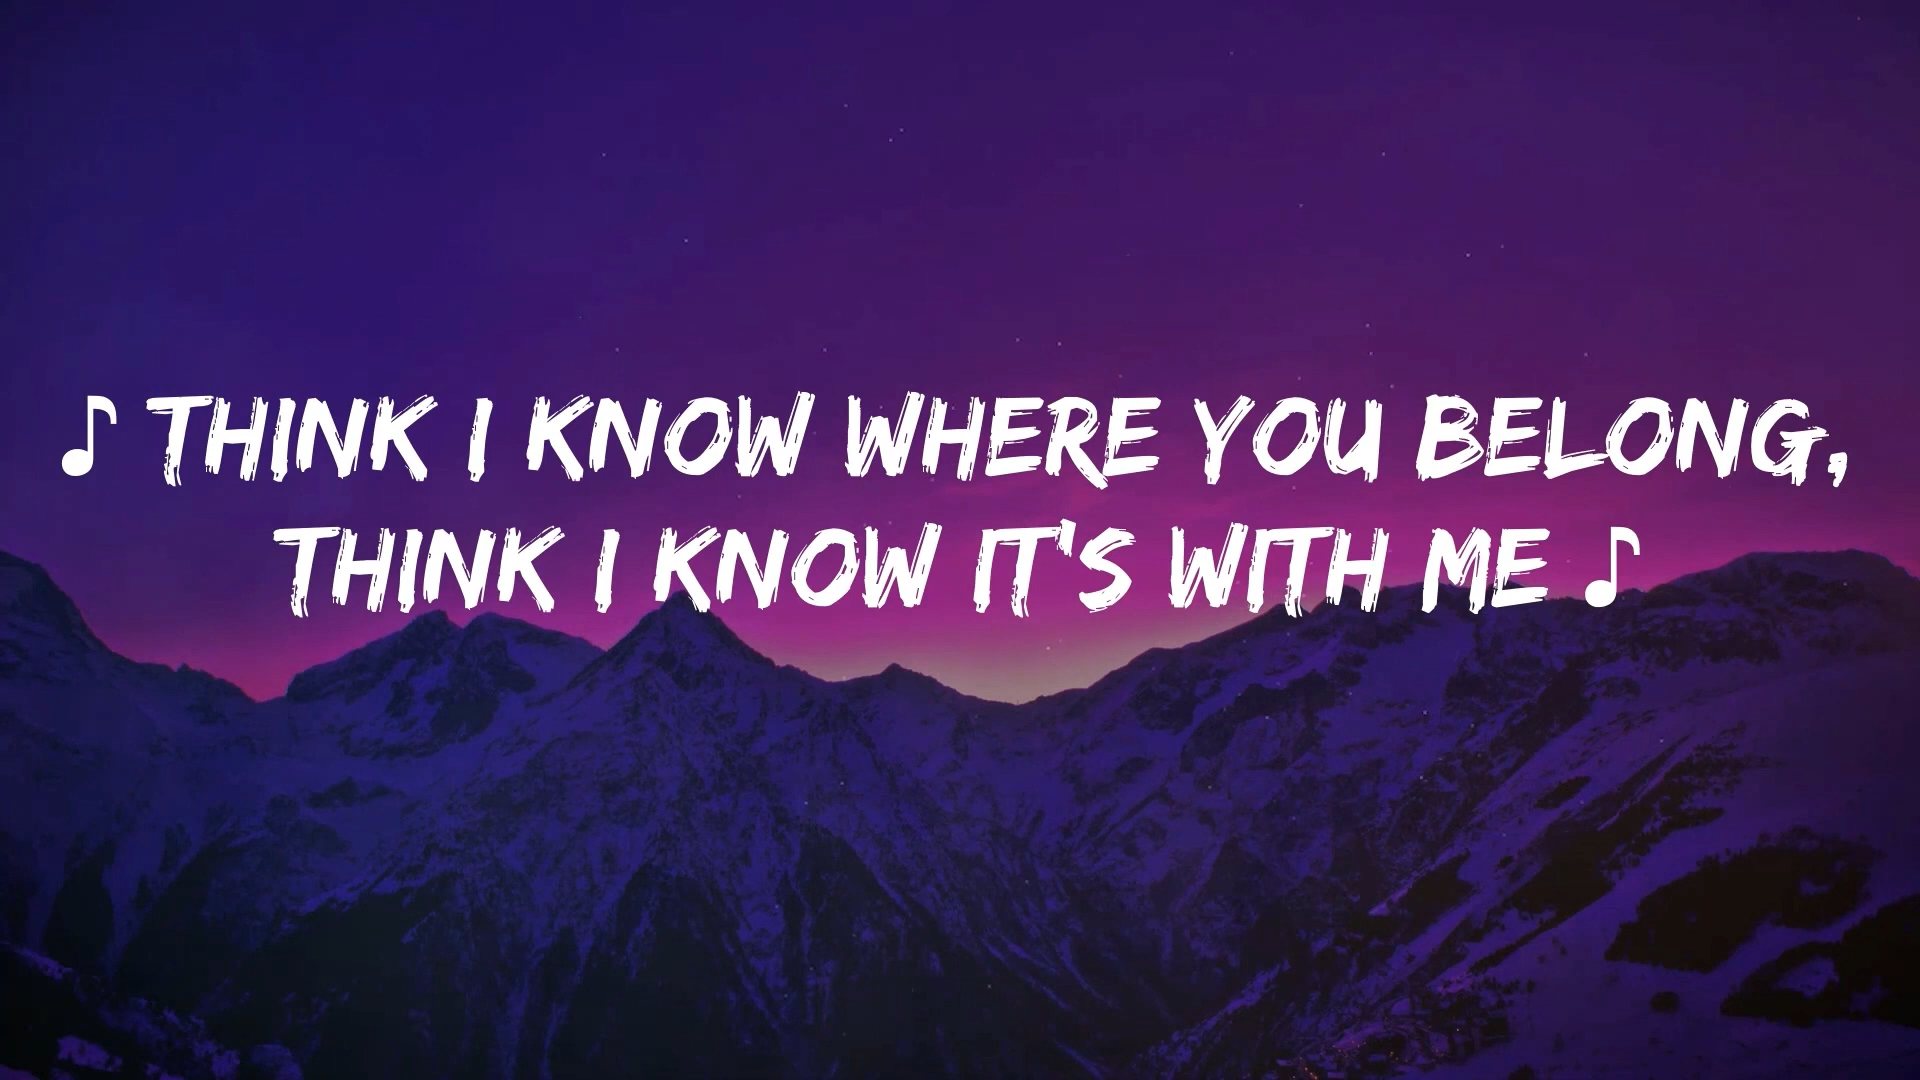 ♪ THINK I KNOW WHERE YOU BELONG,
THINK I KNOW IT'S WITH ME ♪